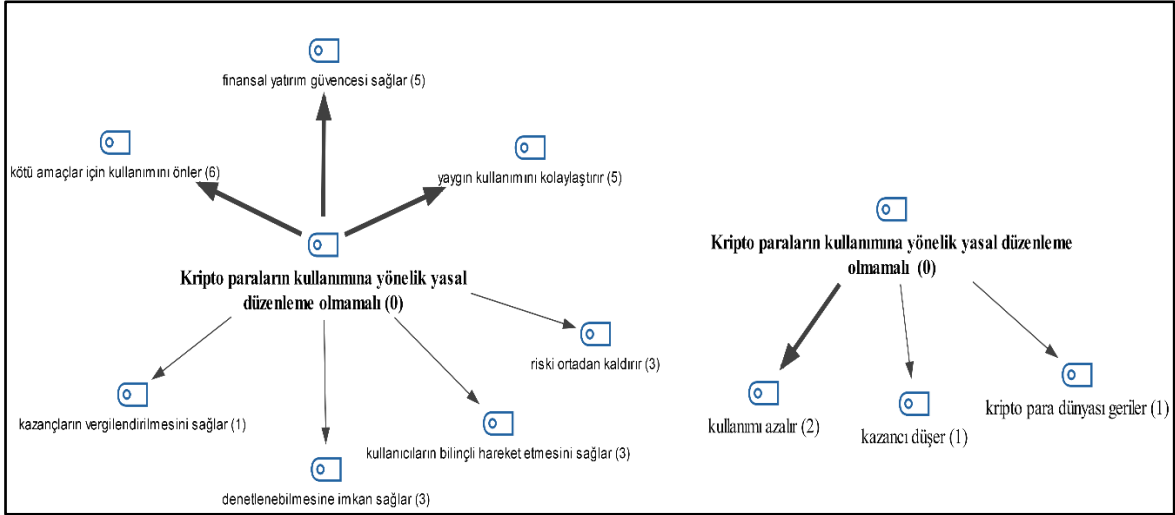 finansal yatırım güvencesi sağlar (5)
kötü amaçlar için kullanımını önler (6)
yaygın kullanımını kolaylaştırır (5)
Kripto paraların kullanımına yönelik yasal
düzenleme olmamalı (0)
riski ortadan kaldırır (3)
kazançların vergilendirilmesini sağlar (1)
kullanıcıların bilinçli hareket etmesini sağlar (3)
denetlenebilmesine imkan sağlar (3)
Kripto paraların kullanımına yönelik yasal düzenleme
olmamalı (0)
kullanımı azalır (2)
kazancı düşer (1)
kripto para dünyası geriler (1)